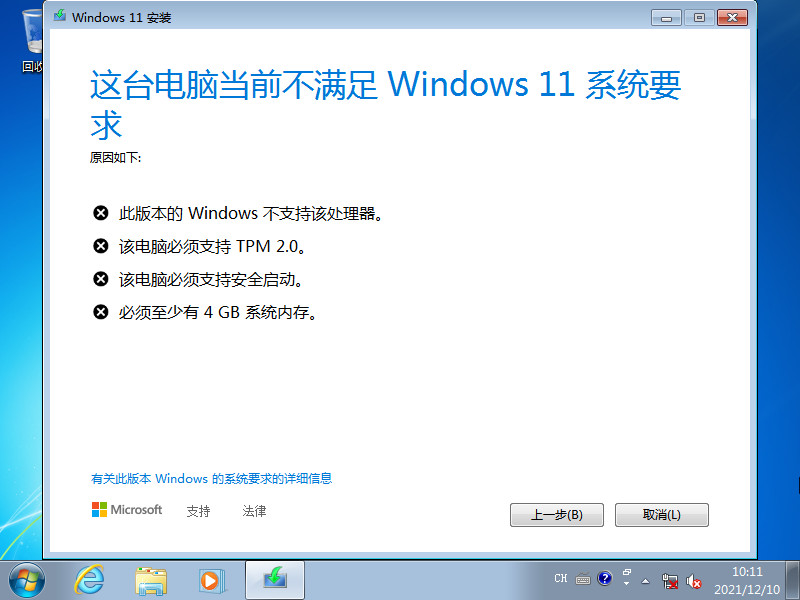 Windows 11 安装
回收
这台电脑当前不满足 Windows 11 系统要
求
原因如下:
此版本的 Windows 不支持该处理器。
该电脑必须支持 TPM 2.0。
该电脑必须支持安全启动。
必须至少有 4 GB 系统内存。
有关此版本 Windows 的系统要求的详细信息
Microsoft 支持 法律
上一步(B) 取消(L)
CH 10:11
2021/12/10